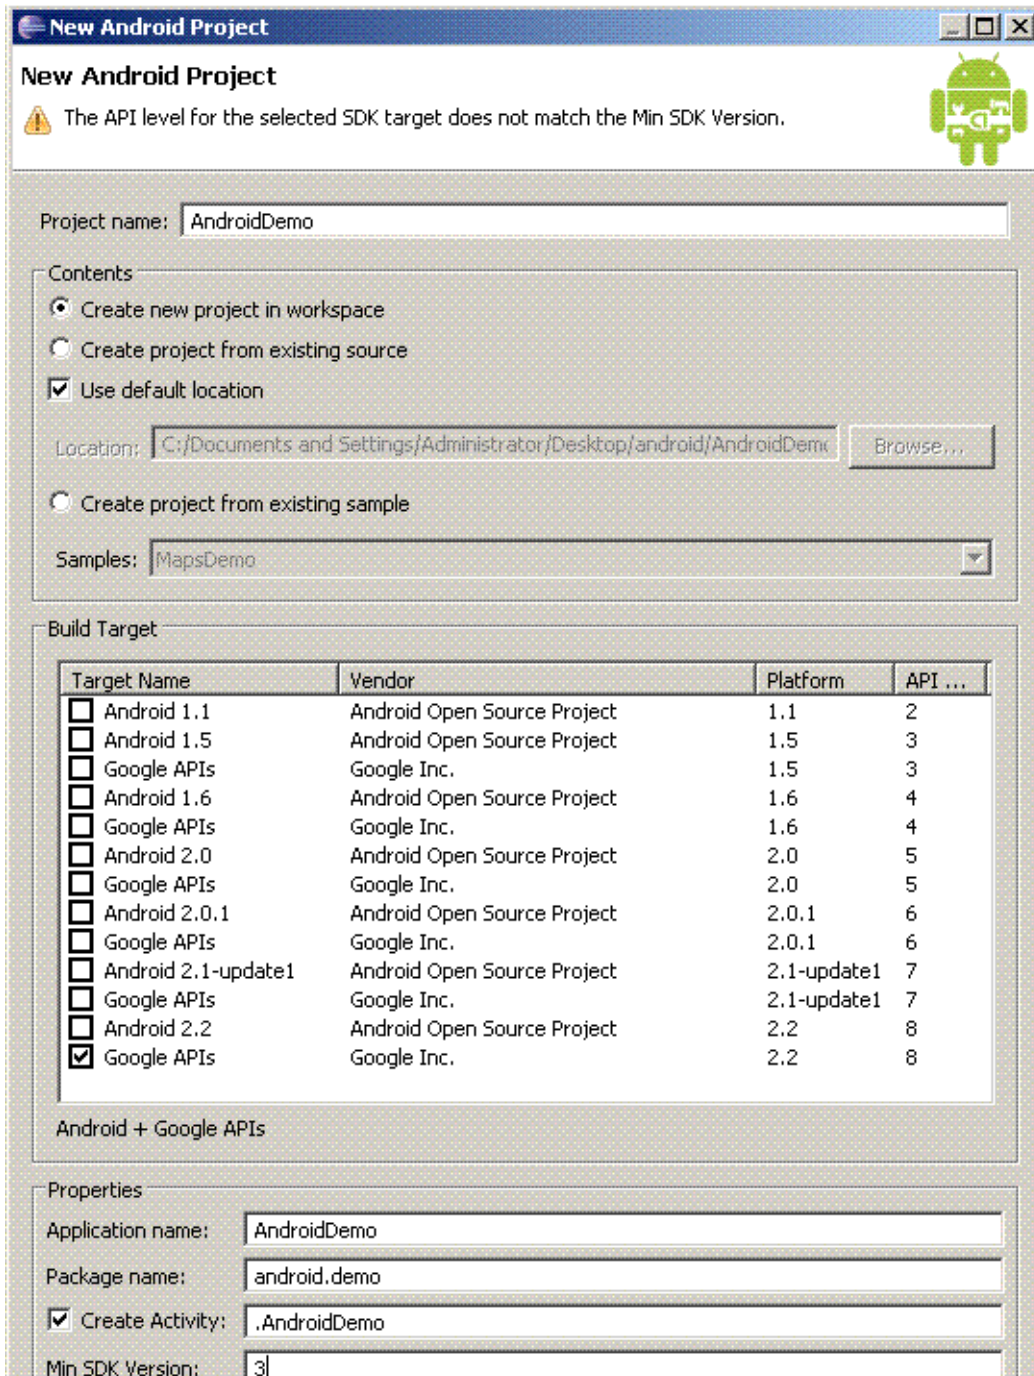 New Android Project
New Android Project
The API level for the selected SDK target does not match the Min SDK Version.
Project name: AndroidDemo
Contents
Create new project in workspace
Create project from existing source
Use default location
Location: C:/Documents and Settings/Administrator/Desktop/android/AndroidDemo Browse...
Create project from existing sample
Samples: MapsDemo
Build Target
Target Name Vendor Platform API ...
Android 1.1 Android Open Source Project 1.1 2
Android 1.5 Android Open Source Project 1.5 3
Google APIs Google Inc. 1.5 3
Android 1.6 Android Open Source Project 1.6 4
Google APIs Google Inc. 1.6 4
Android 2.0 Android Open Source Project 2.0 5
Google APIs Google Inc. 2.0 5
Android 2.0.1 Android Open Source Project 2.0.1 6
Google APIs Google Inc. 2.0.1 6
Android 2.1-update1 Android Open Source Project 2.1-update1 7
Google APIs Google Inc. 2.1-update1 7
Android 2.2 Android Open Source Project 2.2 8
Google APIs Google Inc. 2.2 8
Android + Google APIs
Properties
Application name: AndroidDemo
Package name: android.demo
Create Activity: .AndroidDemo
Min SDK Version: 3